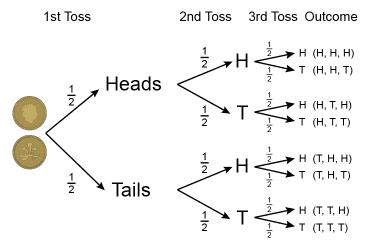 1st Toss 2nd Toss 3rd Toss Outcome
1/2 H (H, H, H)
1/2 H
1/2 T (H, H, T)
1/2 Heads
1/2 H (H, T, H)
1/2 T
1/2 T (H, T, T)
1/2 H (T, H, H)
1/2 H
1/2 T (T, H, T)
1/2 Tails
1/2 H (T, T, H)
1/2 T
1/2 T (T, T, T)